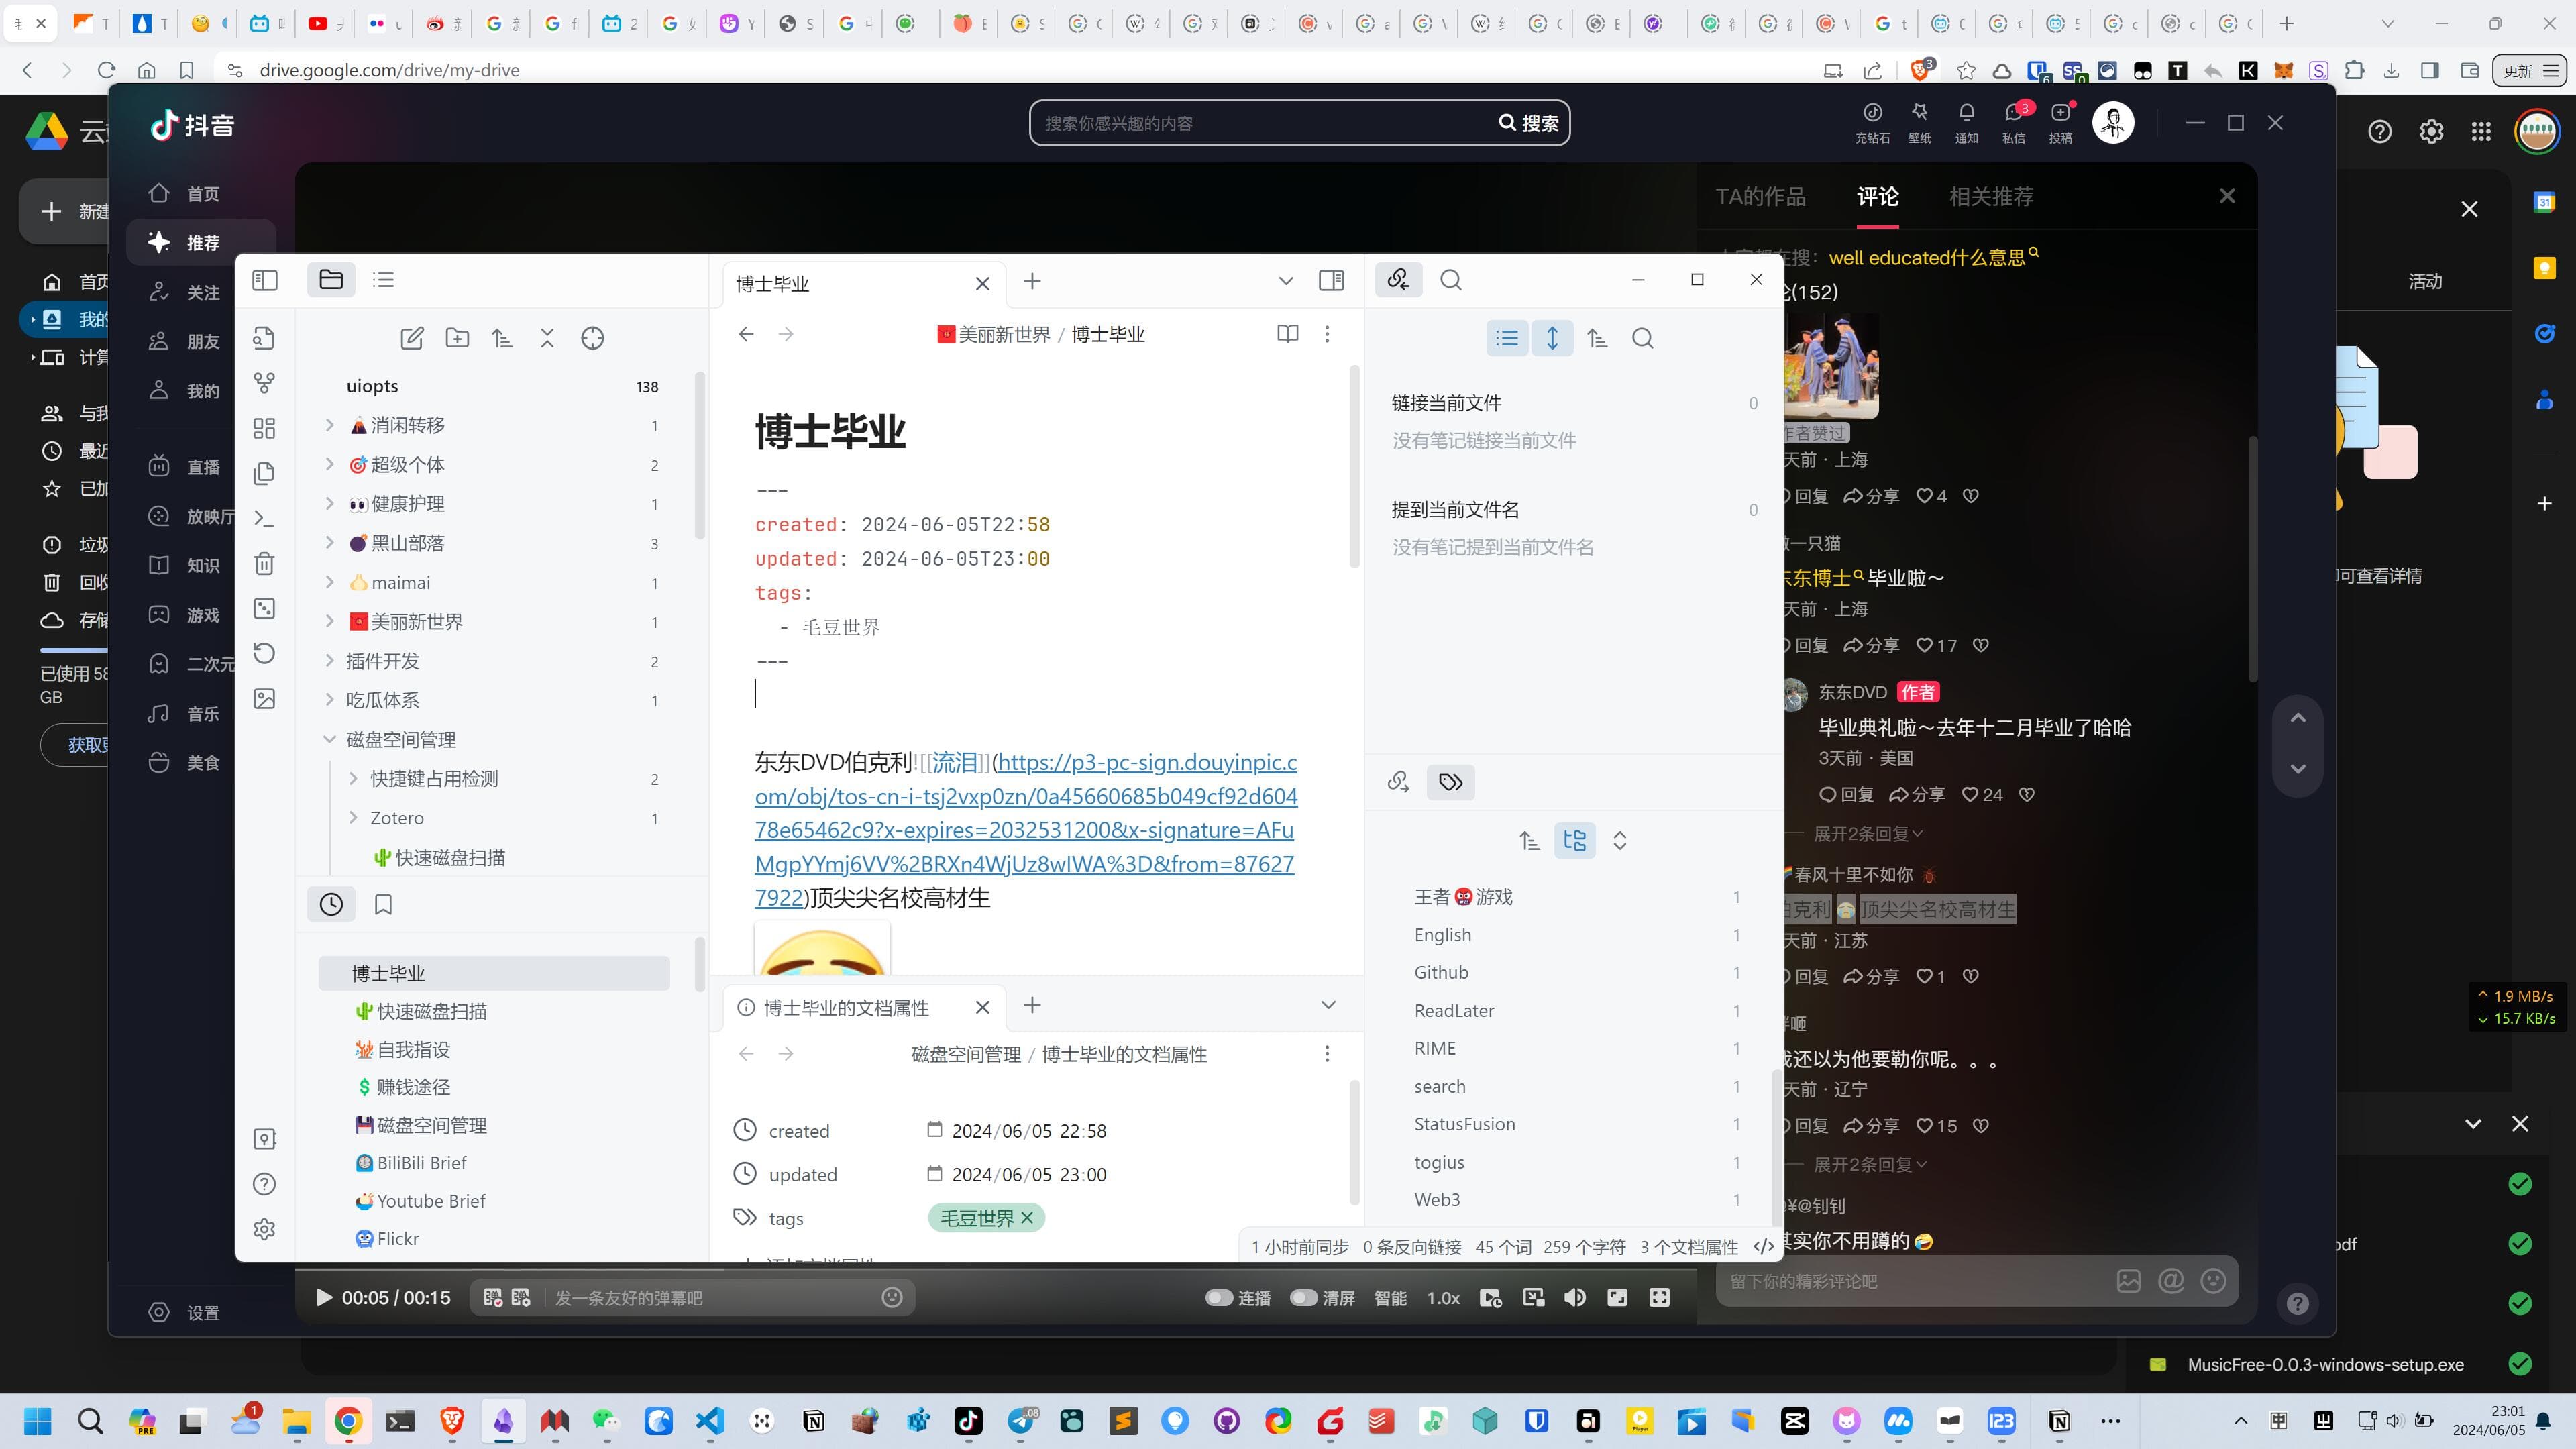 drive.google.com/drive/my-drive
更新
抖音
搜索你感兴趣的内容
搜索
充钻石
壁纸
通知
3
私信
投稿
新建
首页
计算
最近
已使用 58
GB
活动
可查看详情
首页
推荐
关注
朋友
我的
直播
放映厅
知识
游戏
二次元
音乐
美食
设置
uiopts 138
消闲转移 1
超级个体 2
健康护理 1
黑山部落 3
maimai 1
美丽新世界 1
插件开发 2
吃瓜体系 1
磁盘空间管理
快捷键占用检测 2
Zotero 1
快速磁盘扫描
博士毕业
快速磁盘扫描
自我指设
赚钱途径
磁盘空间管理
BiliBili Brief
Youtube Brief
Flickr
博士毕业
美丽新世界 / 博士毕业
博士毕业
---
created: 2024-06-05T22:58
updated: 2024-06-05T23:00
tags:
- 毛豆世界
---
东东DVD伯克利![[流泪]](https://p3-pc-sign.douyinpic.c
om/obj/tos-cn-i-tsj2vxp0zn/0a45660685b049cf92d604
78e65462c9?x-expires=2032531200&x-signature=AFu
MgpYYmj6VV%2BRXn4WjUz8wIWA%3D&from=87627
7922)顶尖尖名校高材生
博士毕业的文档属性
磁盘空间管理 / 博士毕业的文档属性
created 2024/06/05 22:58
updated 2024/06/05 23:00
tags 毛豆世界
链接当前文件 0
没有笔记链接当前文件
提到当前文件名 0
没有笔记提到当前文件名
王者👹游戏 1
English 1
Github 1
ReadLater 1
RIME 1
search 1
StatusFusion 1
togius 1
Web3 1
1 小时前同步 0 条反向链接 45 个词 259 个字符 3 个文档属性
TA的作品 评论 相关推荐
well educated什么意思
(152)
作者赞过
天前 · 上海
回复 分享 4
一只猫
东东博士 毕业啦～
天前 · 上海
回复 分享 17
东东DVD 作者
毕业典礼啦～去年十二月毕业了哈哈
3天前 · 美国
回复 分享 24
展开2条回复
春风十里不如你
伯克利 顶尖尖名校高材生
天前 · 江苏
回复 分享 1
还以为他要勒你呢。。。
天前 · 辽宁
回复 分享 15
展开2条回复
¥@钊钊
其实你不用蹲的
留下你的精彩评论吧
00:05 / 00:15
发一条友好的弹幕吧
连播 清屏 智能 1.0x
↑ 1.9 MB/s
↓ 15.7 KB/s
MusicFree-0.0.3-windows-setup.exe
23:01
2024/06/05